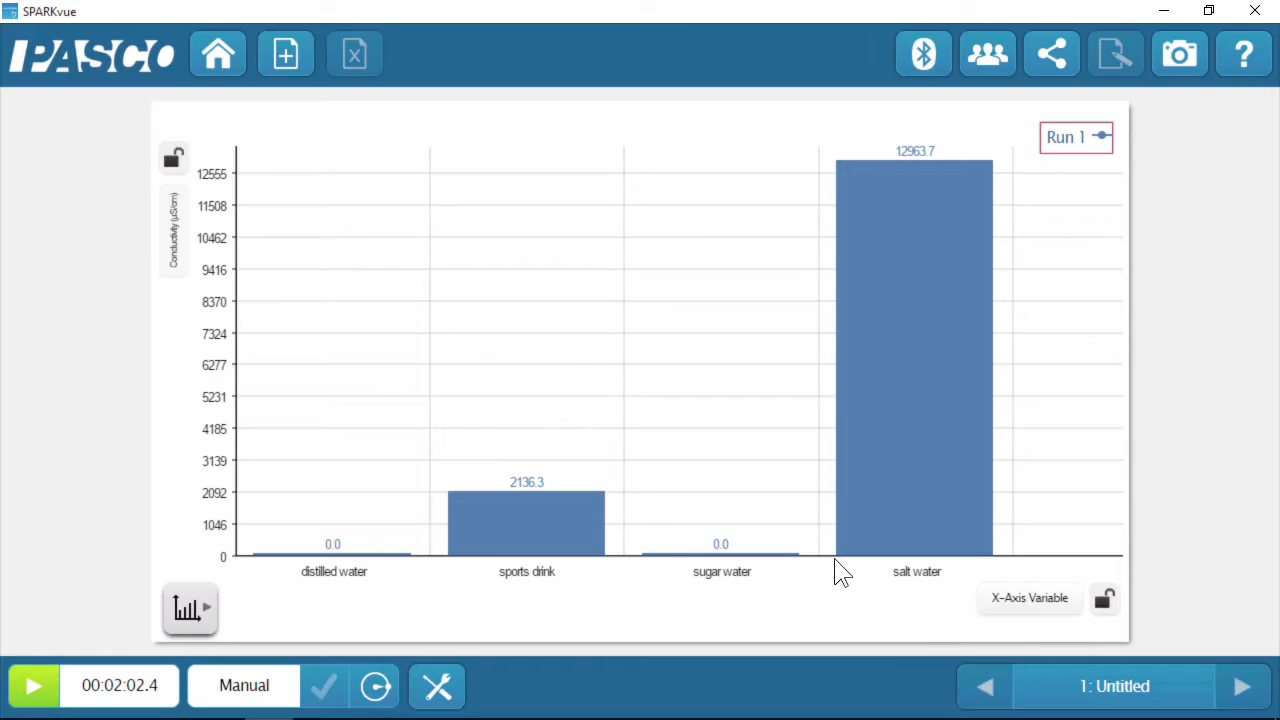 SPARKvue
PASCO
Run 1
12963.7
12555
11508
10462
9416
8370
7324
6277
5231
4185
3139
2092
1046
0
Conductivity (µS/cm)
2136.3
0.0
0.0
distilled water
sports drink
sugar water
salt water
X-Axis Variable
00:02:02.4
Manual
1: Untitled